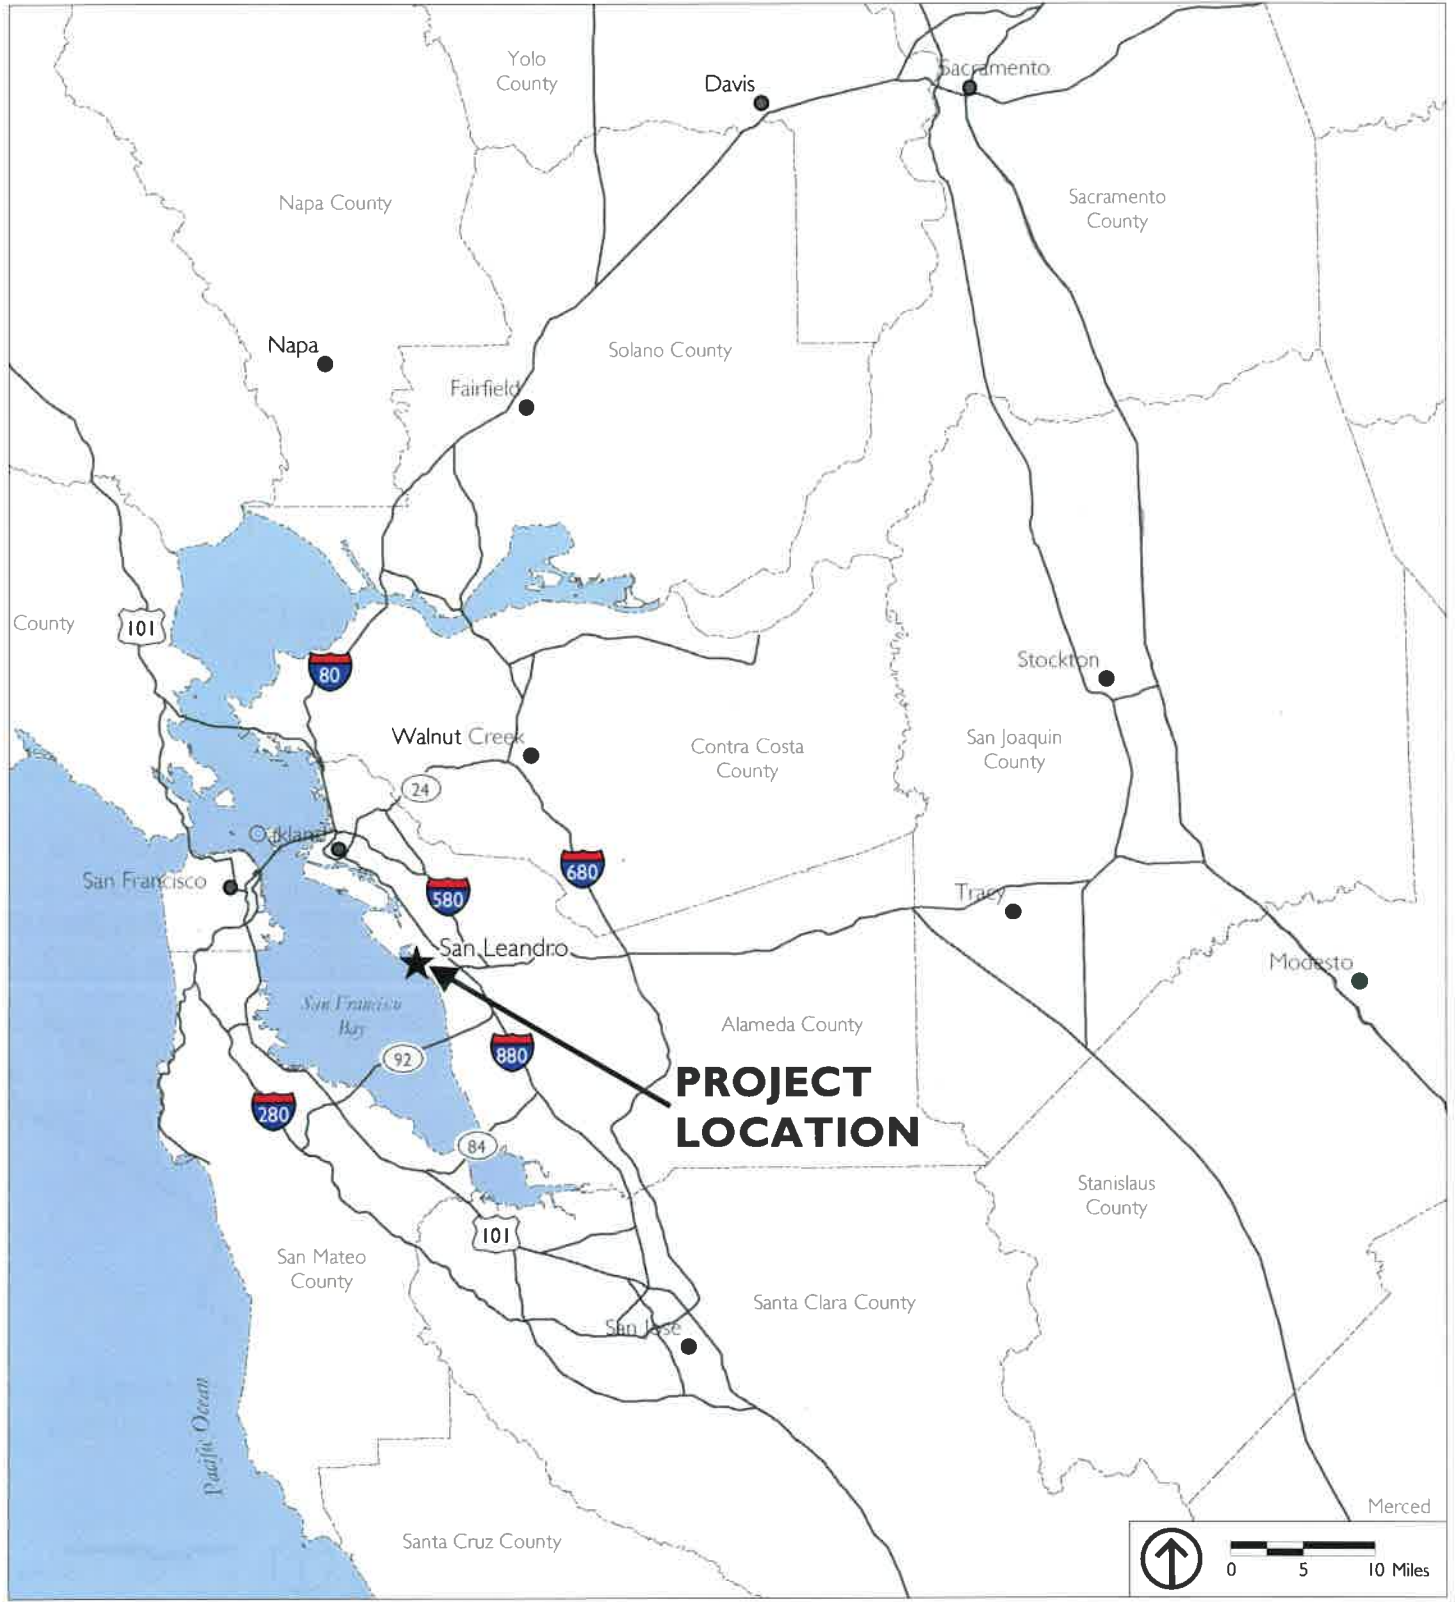 Yolo
County
Davis
Sacramento
Napa County
Sacramento
County
Napa
Solano County
Fairfield
County
101
80
Stockton
Walnut Creek
Contra Costa
County
San Joaquin
County
24
Oakland
San Francisco
680
580
Tracy
San Leandro
Modesto
San Francisco
Bay
Alameda County
92
880
PROJECT
LOCATION
280
84
Stanislaus
County
101
San Mateo
County
Santa Clara County
San Jose
Pacific Ocean
Merced
Santa Cruz County
0 5 10 Miles